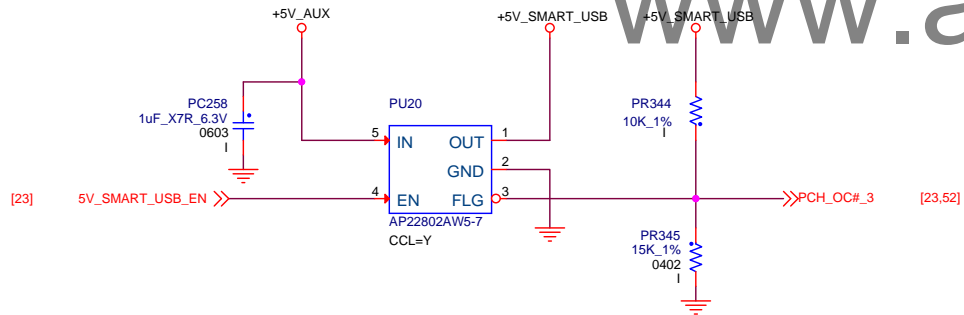 www.a
+5V_AUX
+5V_SMART_USB
+5V_SMART_USB
PC258
1uF_X7R_6.3V
0603
I
PU20
PR344
10K_1%
I
5
IN
OUT
1
GND
2
4
EN
FLG
3
AP22802AW5-7
CCL=Y
[23]
5V_SMART_USB_EN
PCH_OC#_3
[23,52]
PR345
15K_1%
0402
I